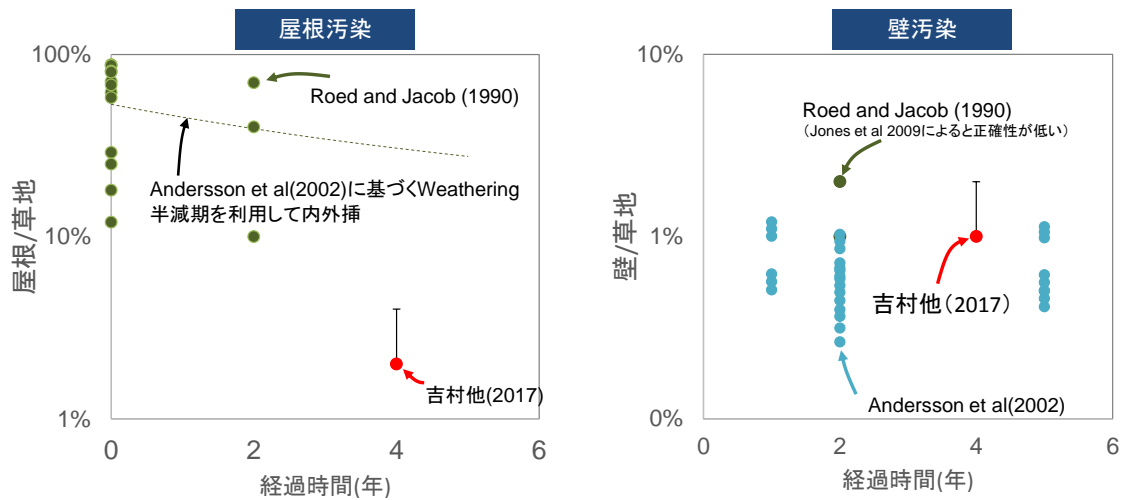 屋根汚染
100%
10%
1%
屋根/草地
Roed and Jacob (1990)
Andersson et al(2002)に基づくWeathering
半減期を利用して内外挿
吉村他(2017)
0
2
4
6
経過時間(年)
壁汚染
10%
1%
0%
壁/草地
Roed and Jacob (1990)
(Jones et al 2009によると正確性が低い)
吉村他(2017)
Andersson et al(2002)
0
2
4
6
経過時間(年)